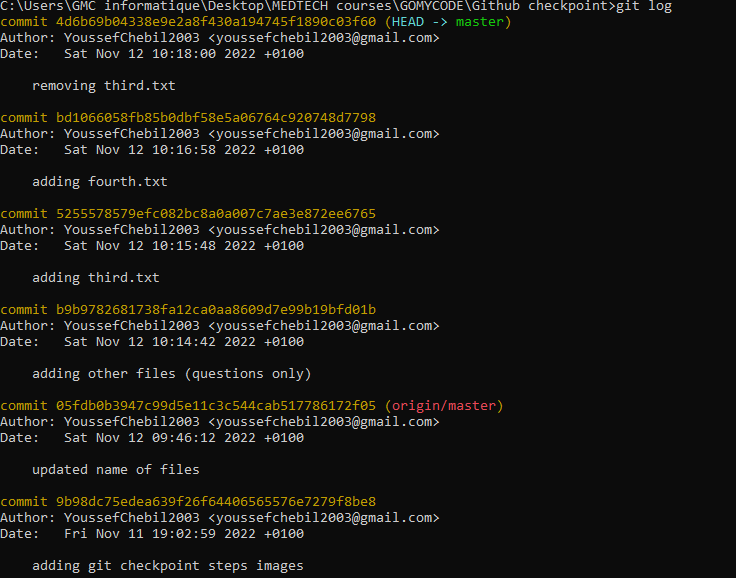 C:\Users\GMC informatique\Desktop\MEDTECH courses\GOMYCODE\Github checkpoint>git log
commit 4d6b69b04338e9e2a8f430a194745f1890c03f60 (HEAD -> master)
Author: YoussefChebil2003 <youssefchebil2003@gmail.com>
Date:   Sat Nov 12 10:18:00 2022 +0100
removing third.txt
commit bd1066058fb85b0dbf58e5a06764c920748d7798
Author: YoussefChebil2003 <youssefchebil2003@gmail.com>
Date:   Sat Nov 12 10:16:58 2022 +0100
adding fourth.txt
commit 5255578579efc082bc8a0a007c7ae3e872ee6765
Author: YoussefChebil2003 <youssefchebil2003@gmail.com>
Date:   Sat Nov 12 10:15:48 2022 +0100
adding third.txt
commit b9b9782681738fa12ca0aa8609d7e99b19bfd01b
Author: YoussefChebil2003 <youssefchebil2003@gmail.com>
Date:   Sat Nov 12 10:14:42 2022 +0100
adding other files (questions only)
commit 05fdb0b3947c99d5e11c3c544cab517786172f05 (origin/master)
Author: YoussefChebil2003 <youssefchebil2003@gmail.com>
Date:   Sat Nov 12 09:46:12 2022 +0100
updated name of files
commit 9b98dc75edea639f26f64406565576e7279f8be8
Author: YoussefChebil2003 <youssefchebil2003@gmail.com>
Date:   Fri Nov 11 19:02:59 2022 +0100
adding git checkpoint steps images